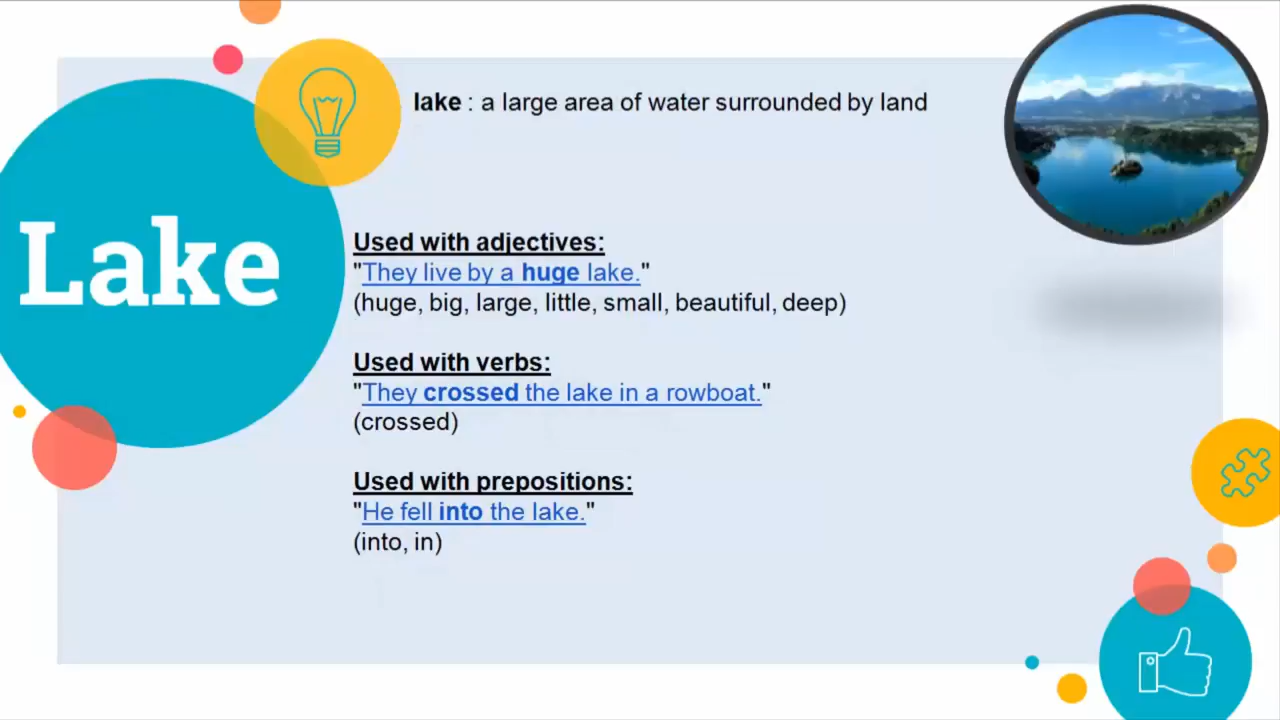 Lake
lake : a large area of water surrounded by land
Used with adjectives:
"They live by a huge lake."
(huge, big, large, little, small, beautiful, deep)
Used with verbs:
"They crossed the lake in a rowboat."
(crossed)
Used with prepositions:
"He fell into the lake."
(into, in)